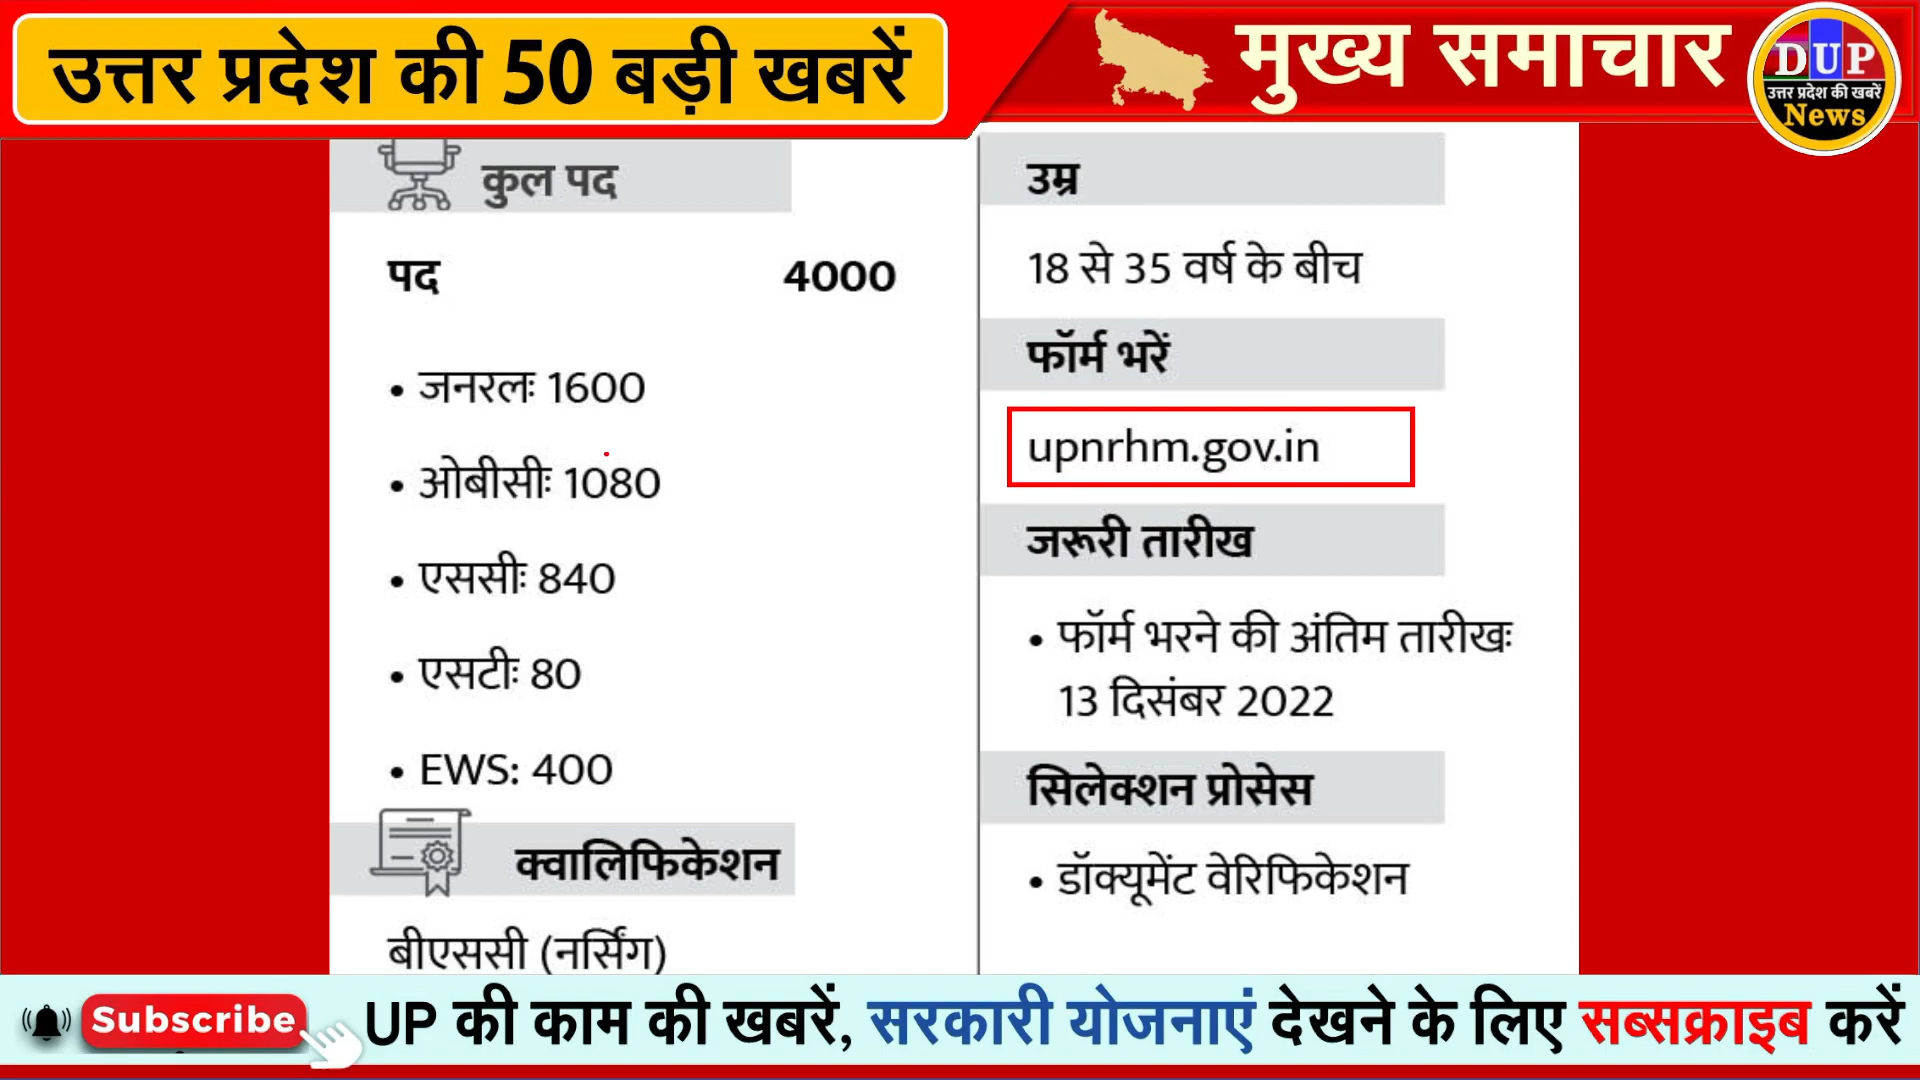 उत्तर प्रदेश की 50 बड़ी खबरें
मुख्य समाचार
DUP
उत्तर प्रदेश की खबरें
News
कुल पद
पद 4000
• जनरलः 1600
• ओबीसीः 1080
• एससीः 840
• एसटीः 80
• EWS: 400
क्वालिफिकेशन
बीएससी (नर्सिंग)
उम्र
18 से 35 वर्ष के बीच
फॉर्म भरें
upnrhm.gov.in
जरूरी तारीख
• फॉर्म भरने की अंतिम तारीखः
13 दिसंबर 2022
सिलेक्शन प्रोसेस
• डॉक्यूमेंट वेरिफिकेशन
Subscribe
UP की काम की खबरें, सरकारी योजनाएं देखने के लिए सब्सक्राइब करें